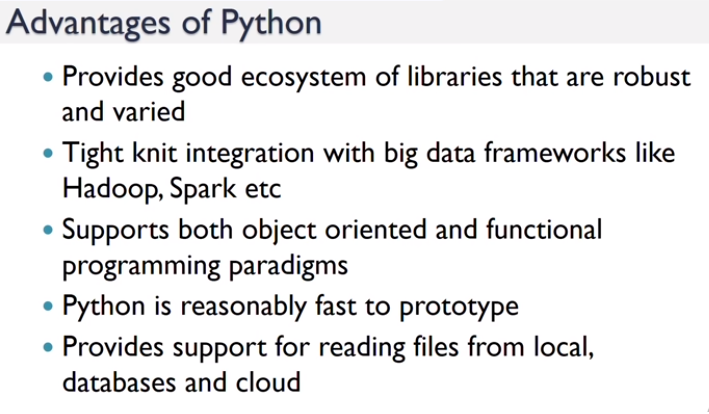 Advantages of Python
• Provides good ecosystem of libraries that are robust
and varied
• Tight knit integration with big data frameworks like
Hadoop, Spark etc
• Supports both object oriented and functional
programming paradigms
• Python is reasonably fast to prototype
• Provides support for reading files from local,
databases and cloud